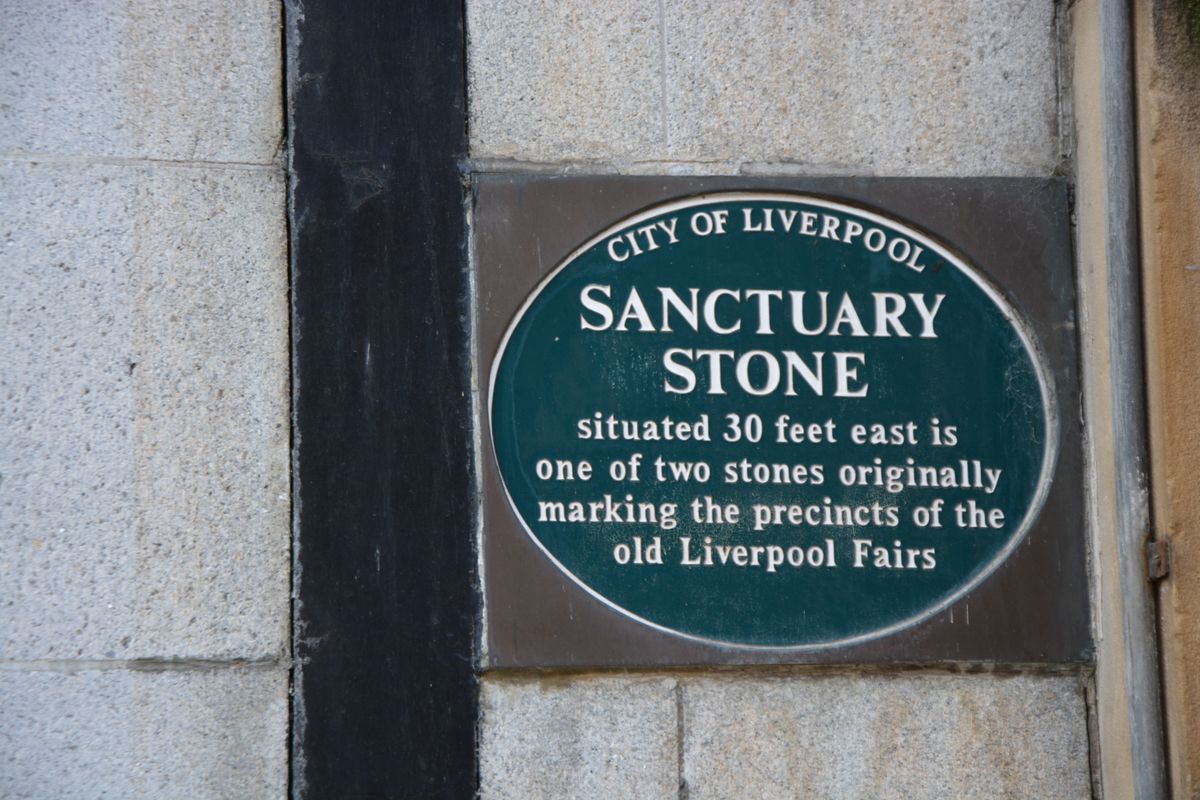 CITY OF LIVERPOOL
SANCTUARY
STONE
situated 30 feet east is
one of two stones originally
marking the precincts of the
old Liverpool Fairs